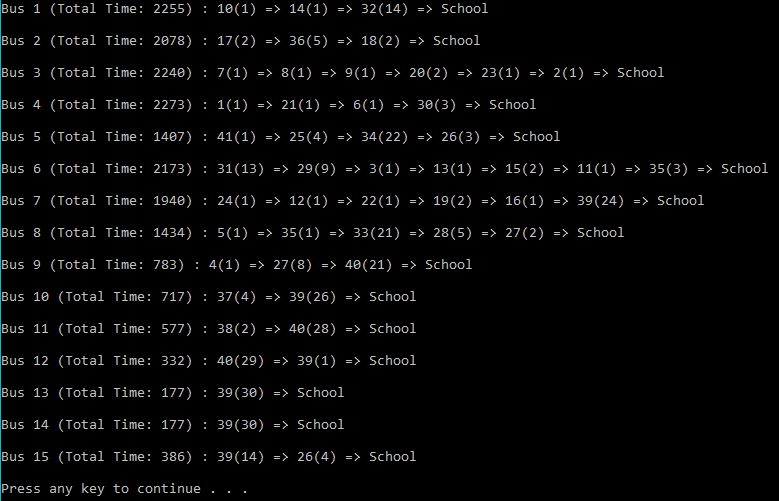 Bus 1 (Total Time: 2255) : 10(1) => 14(1) => 32(14) => School
Bus 2 (Total Time: 2078) : 17(2) => 36(5) => 18(2) => School
Bus 3 (Total Time: 2240) : 7(1) => 8(1) => 9(1) => 20(2) => 23(1) => 2(1) => School
Bus 4 (Total Time: 2273) : 1(1) => 21(1) => 6(1) => 30(3) => School
Bus 5 (Total Time: 1407) : 41(1) => 25(4) => 34(22) => 26(3) => School
Bus 6 (Total Time: 2173) : 31(13) => 29(9) => 3(1) => 13(1) => 15(2) => 11(1) => 35(3) => School
Bus 7 (Total Time: 1940) : 24(1) => 12(1) => 22(1) => 19(2) => 16(1) => 39(24) => School
Bus 8 (Total Time: 1434) : 5(1) => 35(1) => 33(21) => 28(5) => 27(2) => School
Bus 9 (Total Time: 783) : 4(1) => 27(8) => 40(21) => School
Bus 10 (Total Time: 717) : 37(4) => 39(26) => School
Bus 11 (Total Time: 577) : 38(2) => 40(28) => School
Bus 12 (Total Time: 332) : 40(29) => 39(1) => School
Bus 13 (Total Time: 177) : 39(30) => School
Bus 14 (Total Time: 177) : 39(30) => School
Bus 15 (Total Time: 386) : 39(14) => 26(4) => School
Press any key to continue . . .